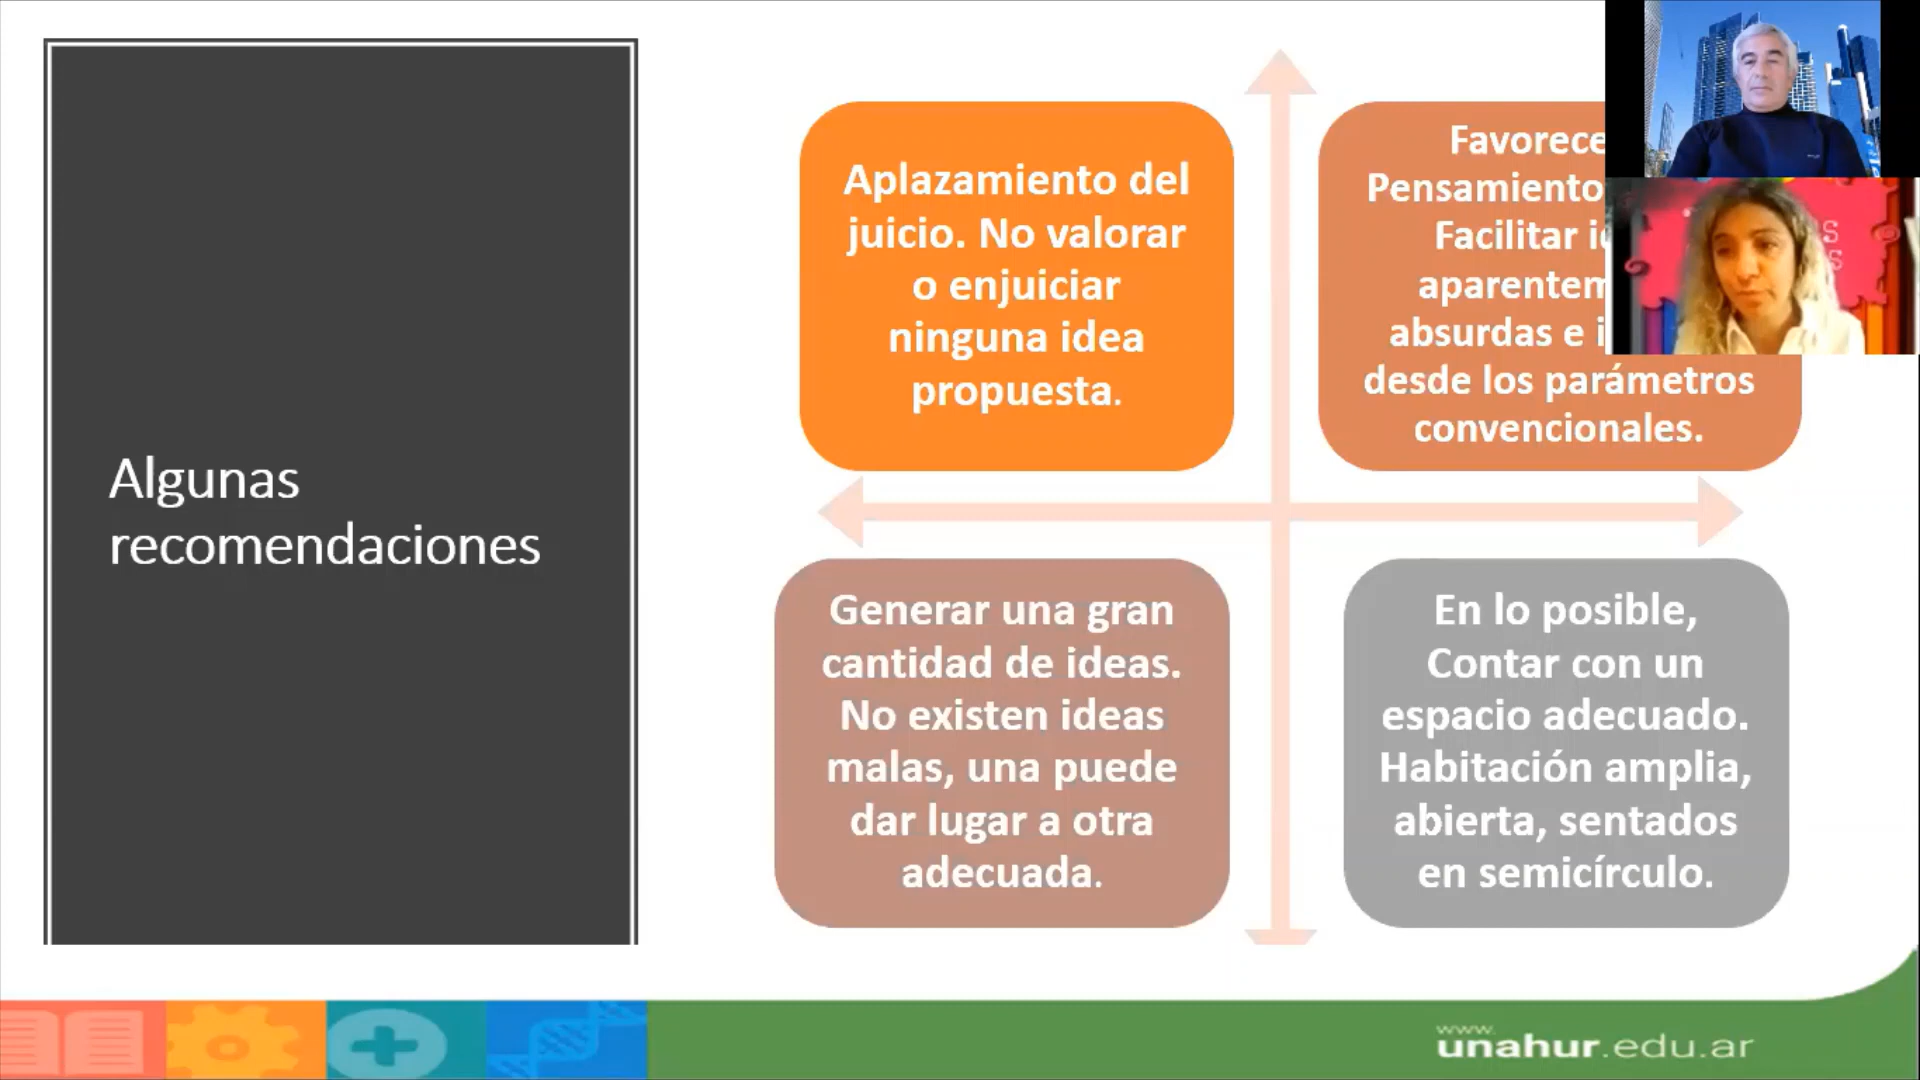 Algunas
recomendaciones
Aplazamiento del
juicio. No valorar
o enjuiciar
ninguna idea
propuesta.
Pensamiento
Facilitar
absurdas e
desde los parámetros
convencionales.
Generar una gran
cantidad de ideas.
No existen ideas
malas, una puede
dar lugar a otra
adecuada.
En lo posible,
Contar con un
espacio adecuado.
Habitación amplia,
abierta, sentados
en semicírculo.
www.
unahur.edu.ar